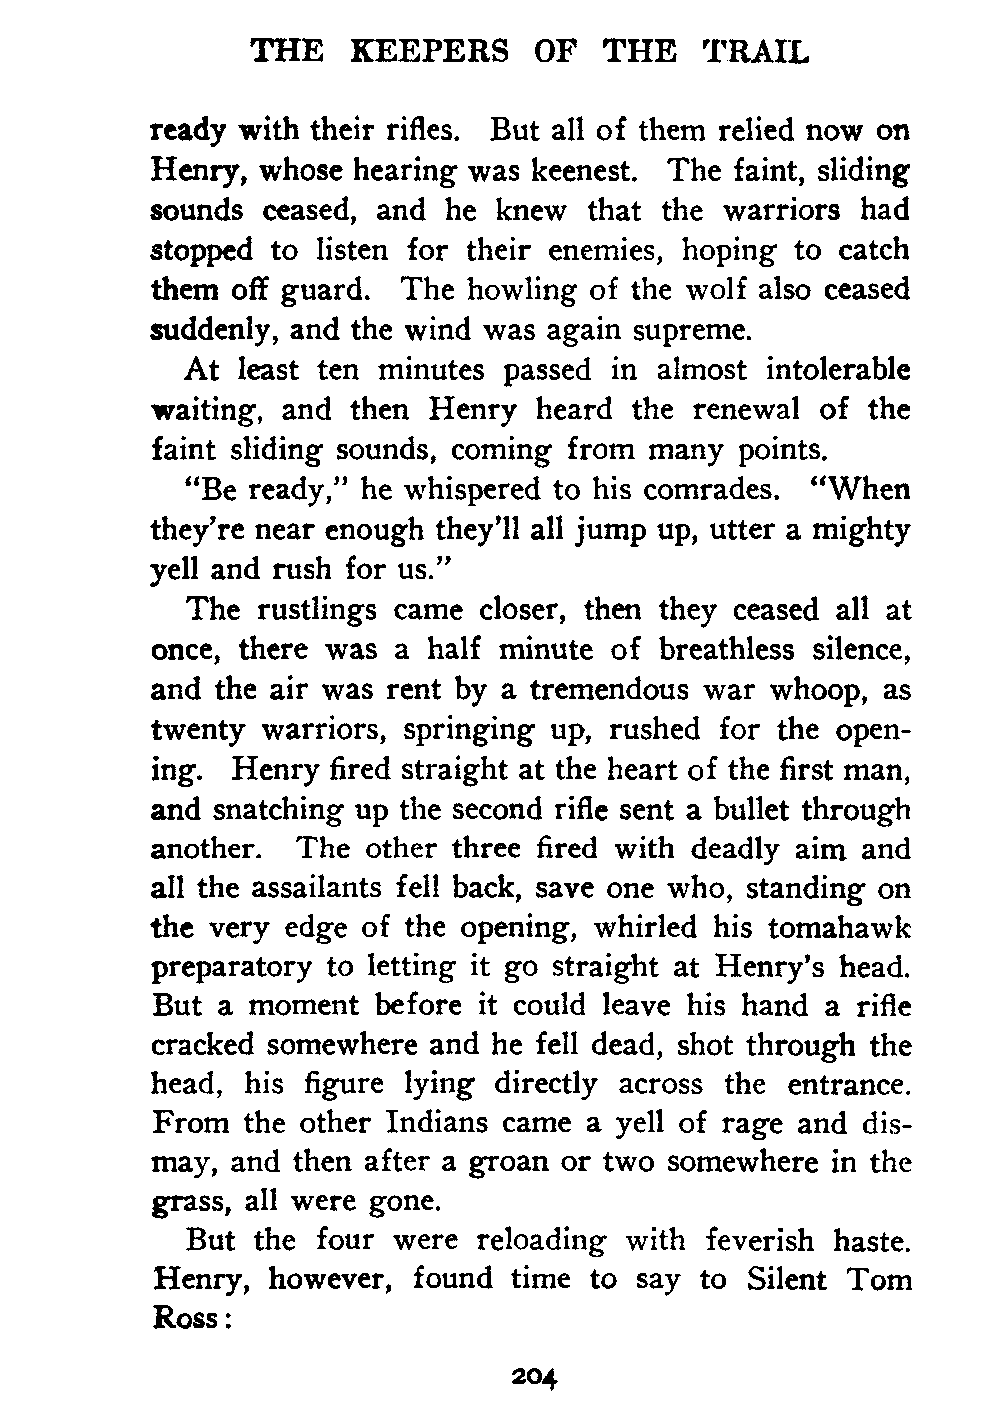 THE KEEPERS OF THE TRAIL
ready with their rifles. But all of them relied now on
Henry, whose hearing was keenest. The faint, sliding
sounds ceased, and he knew that the warriors had
stopped to listen for their enemies, hoping to catch
them off guard. The howling of the wolf also ceased
suddenly, and the wind was again supreme.
At least ten minutes passed in almost intolerable
waiting, and then Henry heard the renewal of the
faint sliding sounds, coming from many points.
“Be ready,” he whispered to his comrades. “When
they’re near enough they’ll all jump up, utter a mighty
yell and rush for us.”
The rustlings came closer, then they ceased all at
once, there was a half minute of breathless silence,
and the air was rent by a tremendous war whoop, as
twenty warriors, springing up, rushed for the open-
ing. Henry fired straight at the heart of the first man,
and snatching up the second rifle sent a bullet through
another. The other three fired with deadly aim and
all the assailants fell back, save one who, standing on
the very edge of the opening, whirled his tomahawk
preparatory to letting it go straight at Henry’s head.
But a moment before it could leave his hand a rifle
cracked somewhere and he fell dead, shot through the
head, his figure lying directly across the entrance.
From the other Indians came a yell of rage and dis-
may, and then after a groan or two somewhere in the
grass, all were gone.
But the four were reloading with feverish haste.
Henry, however, found time to say to Silent Tom
Ross:
204